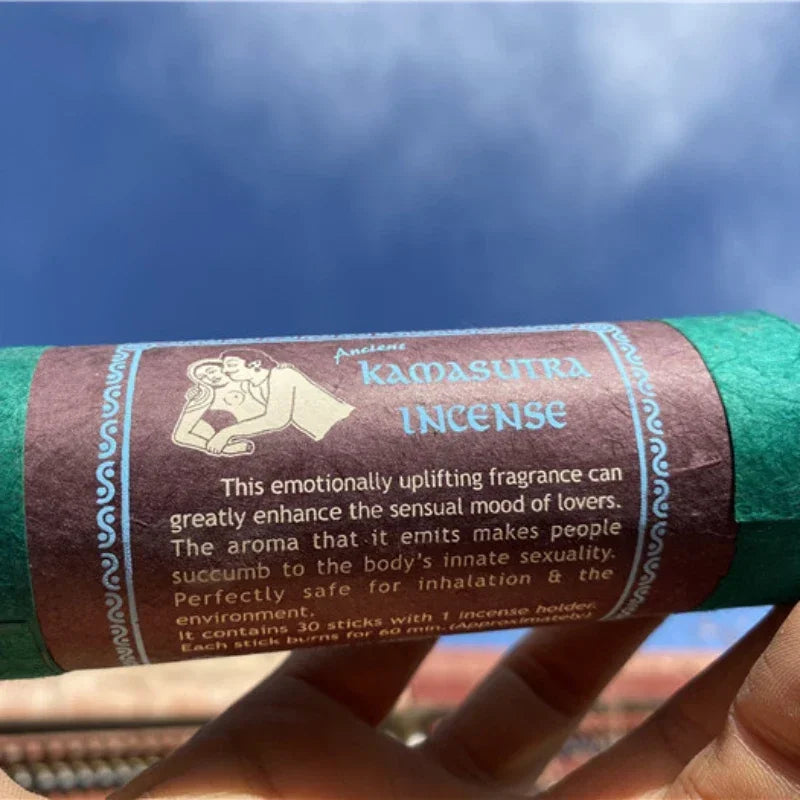 Ancient
KAMASUTRA
INCENSE
This emotionally uplifting fragrance can
greatly enhance the sensual mood of lovers.
The aroma that it emits makes people
succumb to the body's innate sexuality.
Perfectly safe for inhalation & the
environment.
It contains 30 sticks with 1 incense holder.
Each stick burns for 60 min. (Approximately)